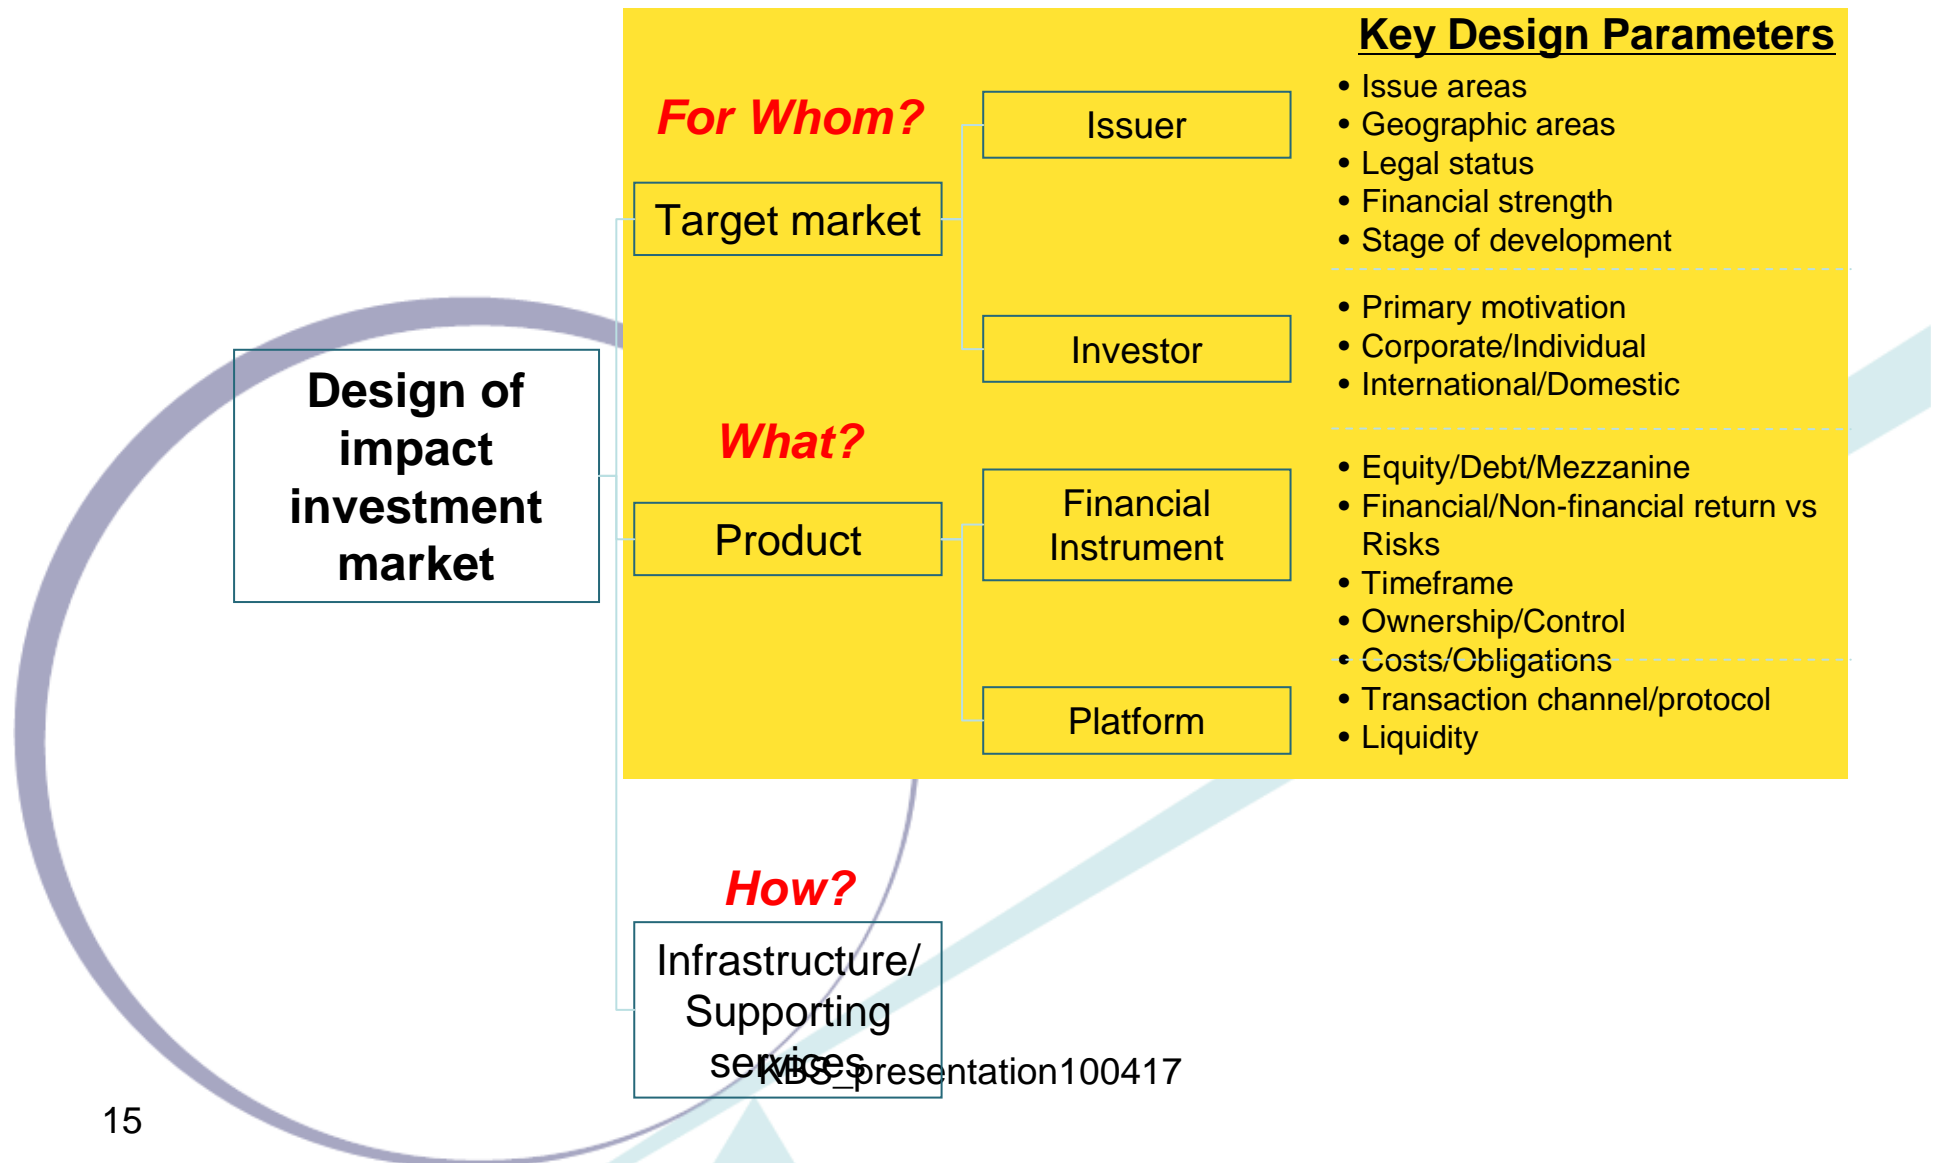 Key Design Parameters
For Whom?
Target market
Issuer
• Issue areas
• Geographic areas
• Legal status
• Financial strength
• Stage of development
Investor
• Primary motivation
• Corporate/Individual
• International/Domestic
Design of
impact
investment
market
What?
Product
Financial
Instrument
• Equity/Debt/Mezzanine
• Financial/Non-financial return vs
Risks
• Timeframe
• Ownership/Control
• Costs/Obligations
Platform
• Transaction channel/protocol
• Liquidity
How?
Infrastructure/
Supporting
services
KBS_presentation100417
15